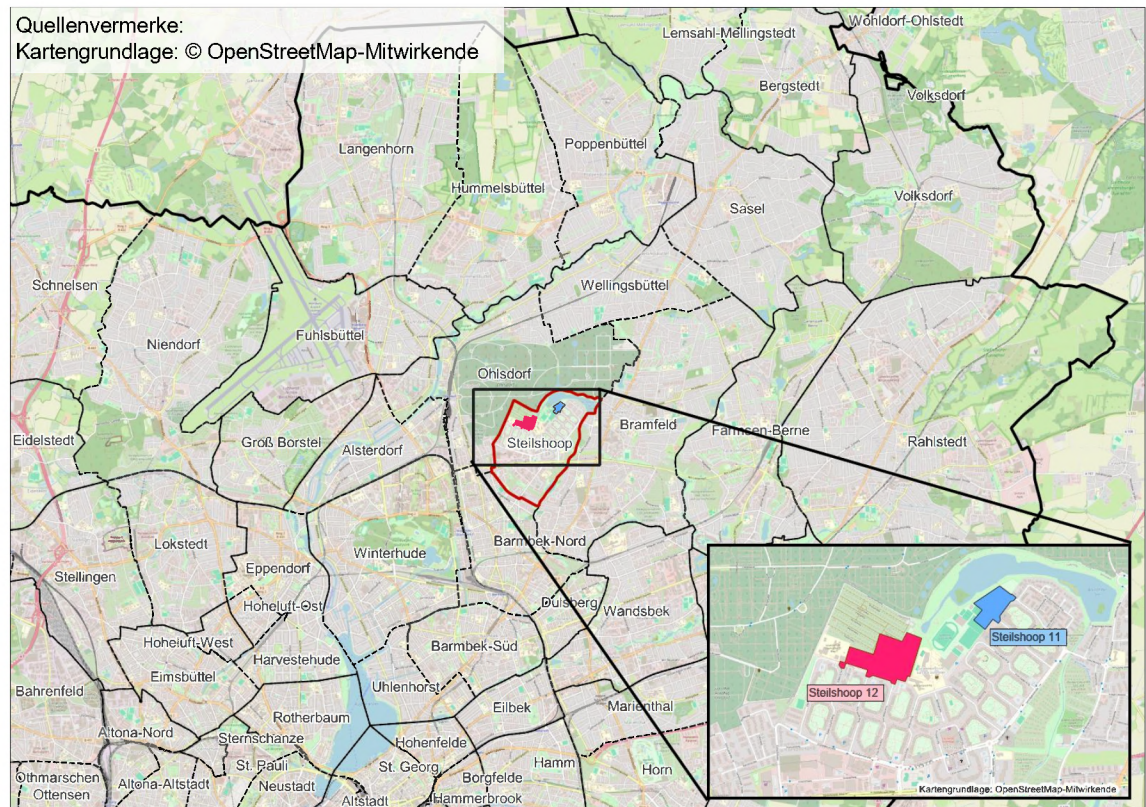 Quellenvermerke:
Kartengrundlage: © OpenStreetMap-Mitwirkende
Wohldorf-Ohlstedt
Lemsahl-Mellingstedt
Bergstedt
Volksdorf
Langenhorn
Poppenbüttel
Hummelsbüttel
Volksdorf
Sasel
Schnelsen
Wellingsbüttel
Niendorf
Fuhlsbüttel
Ohlsdorf
Eidelstedt
Groß Borstel
Alsterdorf
Steilshoop
Bramfeld
Farmsen-Berne
Rahlstedt
Lokstedt
Winterhude
Barmbek-Nord
Stellingen
Eppendorf
Hoheluft-Ost
Dulsberg
Wandsbek
Hoheluft-West
Harvestehude
Barmbek-Süd
Eimsbüttel
Uhlenhorst
Bahrenfeld
Rotherbaum
Eilbek
Marienthal
Altona-Nord
Sternschanze
Hohenfelde
St. Pauli
St. Georg
Hamm
Horn
Othmarschen
Ottensen
Altona-Altstadt
Neustadt
Borgfelde
Altstadt
Hammerbrook
Steilshoop 11
Steilshoop 12
Kartengrundlage: OpenStreetMap-Mitwirkende